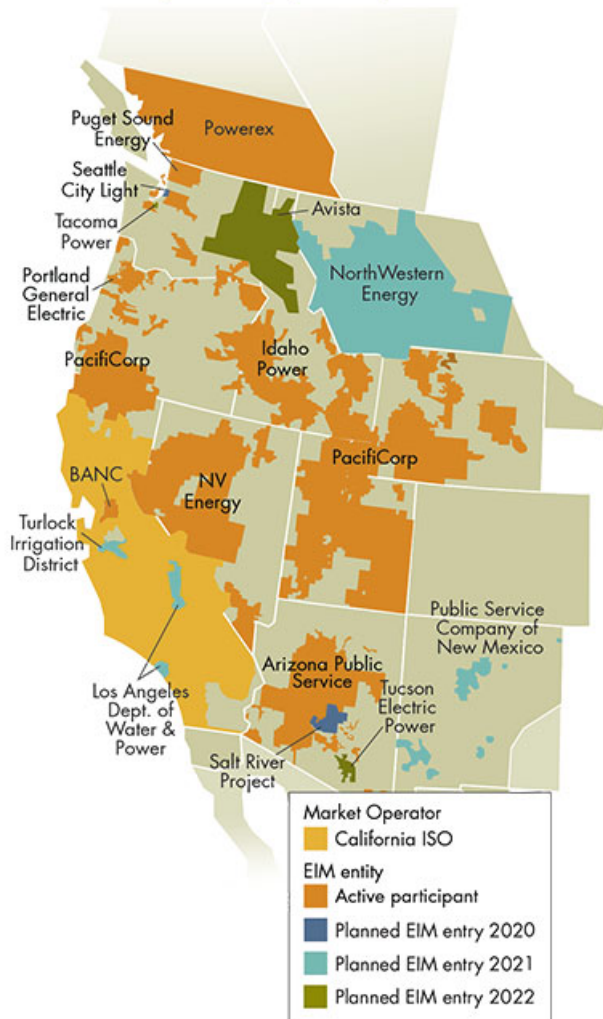 Powerex
Puget Sound
Energy
Seattle
City Light
Tacoma
Power
Avista
NorthWestern
Energy
Portland
General
Electric
PacifiCorp
Idaho
Power
PacifiCorp
NV
Energy
BANC
Turlock
Irrigation
District
Public Service
Company of
New Mexico
Arizona Public
Service
Tucson
Electric
Power
Los Angeles
Dept. of
Water &
Power
Salt River
Project
Market Operator
California ISO
EIM entity
Active participant
Planned EIM entry 2020
Planned EIM entry 2021
Planned EIM entry 2022